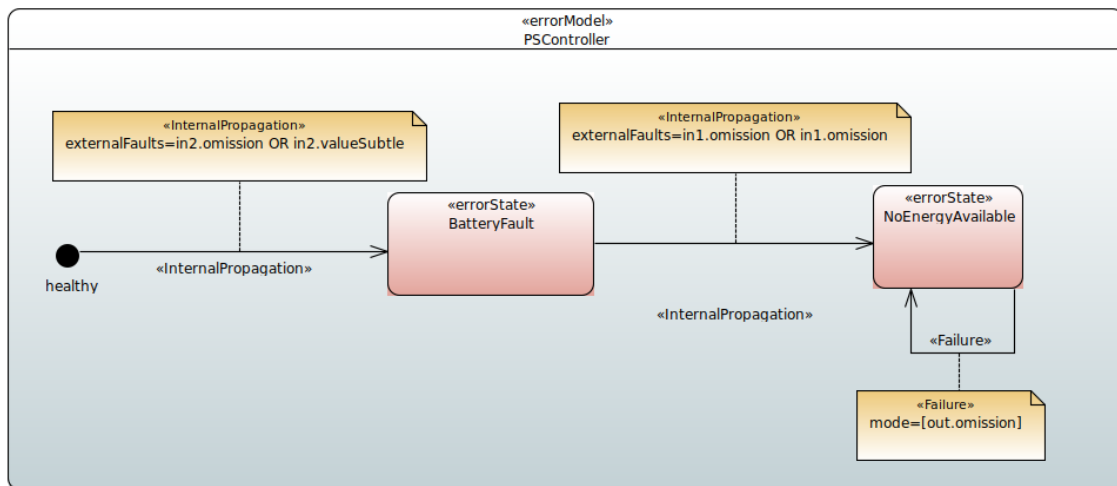 «errorModel»
PSController
«InternalPropagation»
externalFaults=in2.omission OR in2.valueSubtle
«InternalPropagation»
externalFaults=in1.omission OR in1.omission
«errorState»
BatteryFault
«errorState»
NoEnergyAvailable
«InternalPropagation»
healthy
«InternalPropagation»
«Failure»
«Failure»
mode=[out.omission]